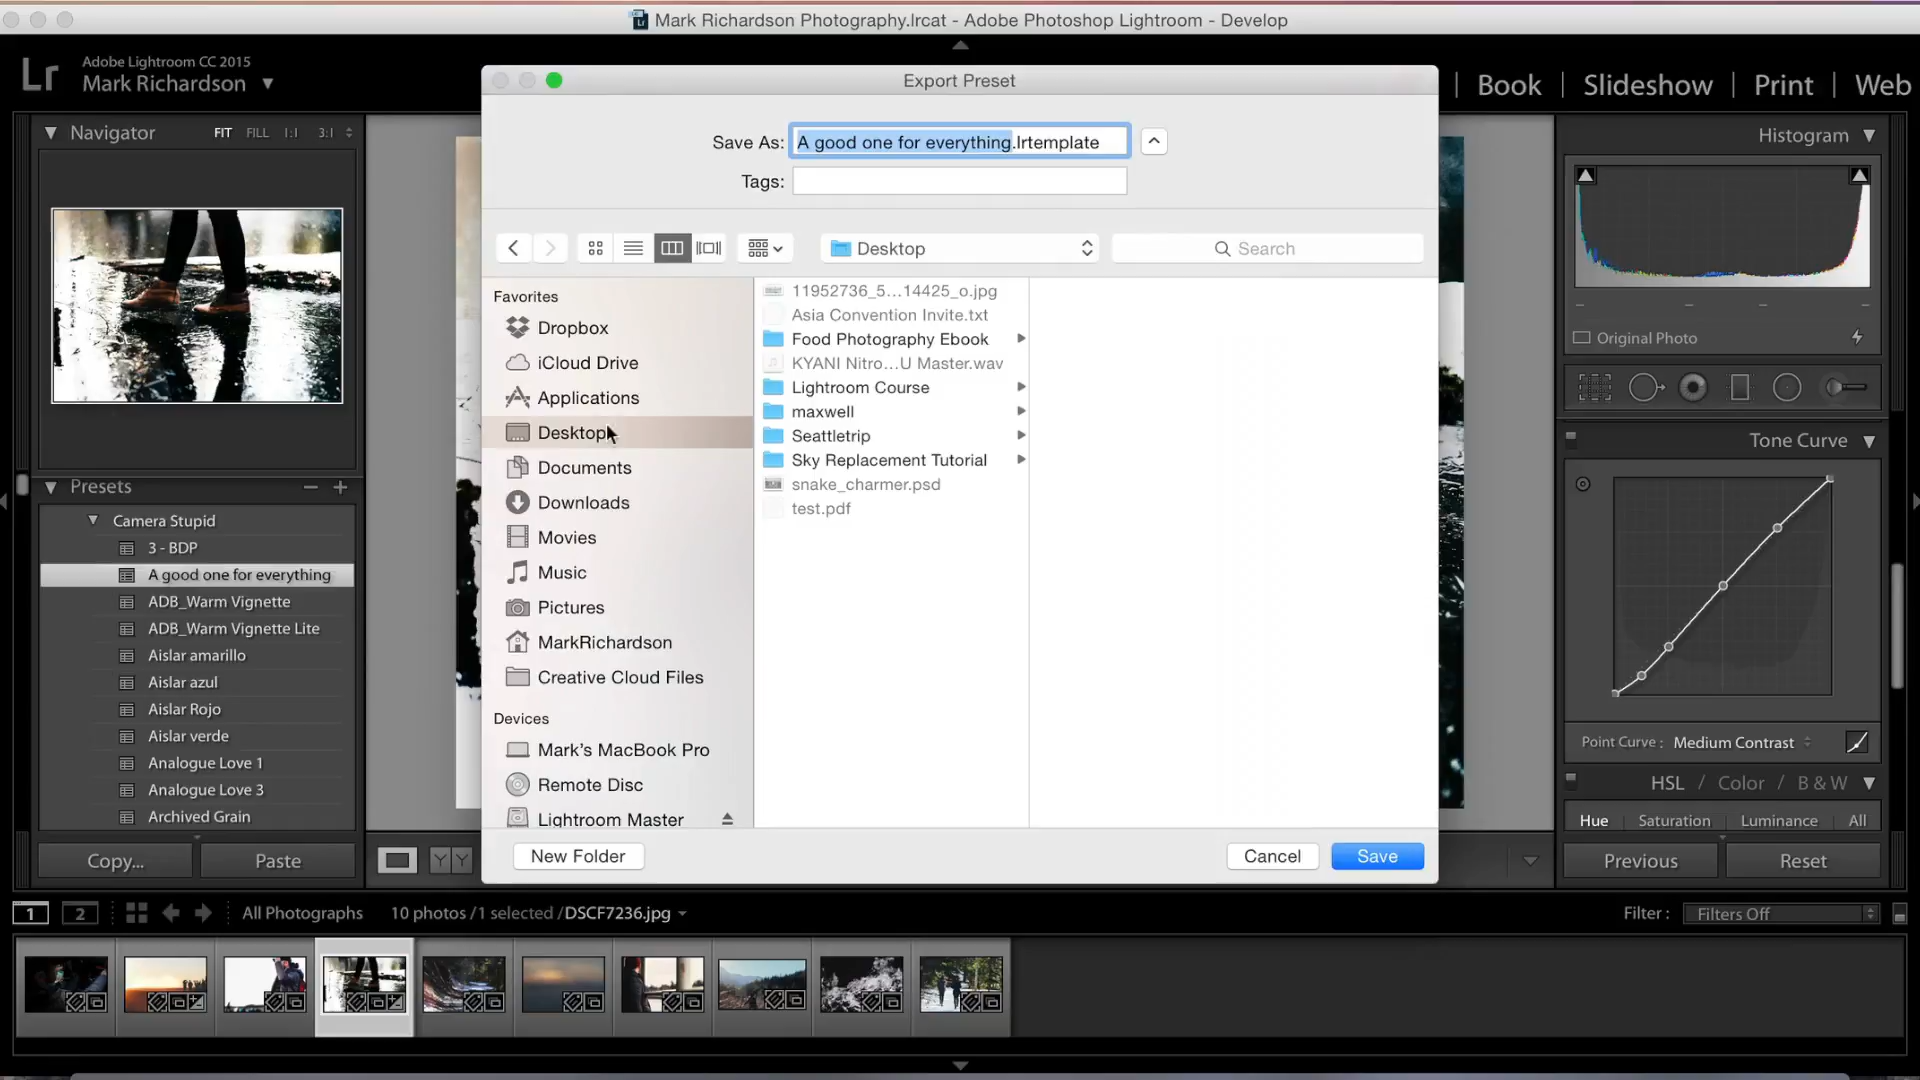 Mark Richardson Photography.lrcat - Adobe Photoshop Lightroom - Develop
Lr
Adobe Lightroom CC 2015
Mark Richardson
Book | Slideshow | Print | Web
Navigator FIT FILL 1:1 3:1
Presets
Camera Stupid
3 - BDP
A good one for everything
ADB_Warm Vignette
ADB_Warm Vignette Lite
Aislar amarillo
Aislar azul
Aislar Rojo
Aislar verde
Analogue Love 1
Analogue Love 3
Archived Grain
Copy...
Paste
Export Preset
Save As: A good one for everything.lrtemplate
Tags:
Desktop
Search
Favorites
Dropbox
iCloud Drive
Applications
Desktop
Documents
Downloads
Movies
Music
Pictures
MarkRichardson
Creative Cloud Files
Devices
Mark's MacBook Pro
Remote Disc
Lightroom Master
11952736_5...14425_o.jpg
Asia Convention Invite.txt
Food Photography Ebook
KYANI Nitro...U Master.wav
Lightroom Course
maxwell
Seattletrip
Sky Replacement Tutorial
snake_charmer.psd
test.pdf
New Folder
Cancel
Save
Histogram
Original Photo
Tone Curve
Point Curve : Medium Contrast
HSL / Color / B & W
Hue Saturation Luminance All
Previous
Reset
YY
1 2 All Photographs 10 photos /1 selected /DSCF7236.jpg
Filter : Filters Off